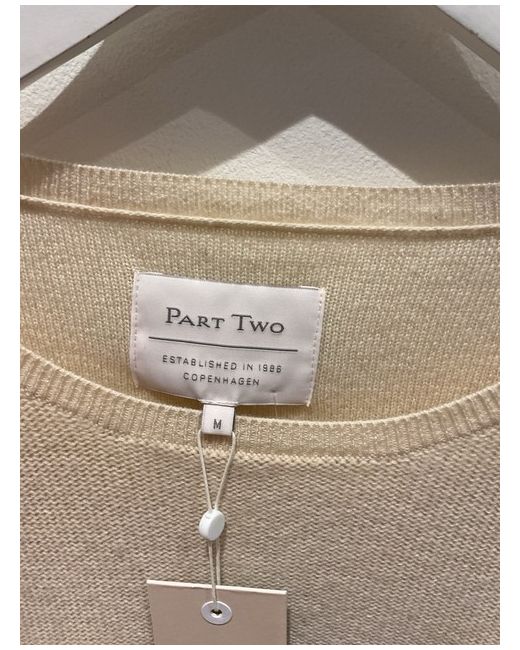 PART TWO
ESTABLISHED IN 1986
COPENHAGEN
M